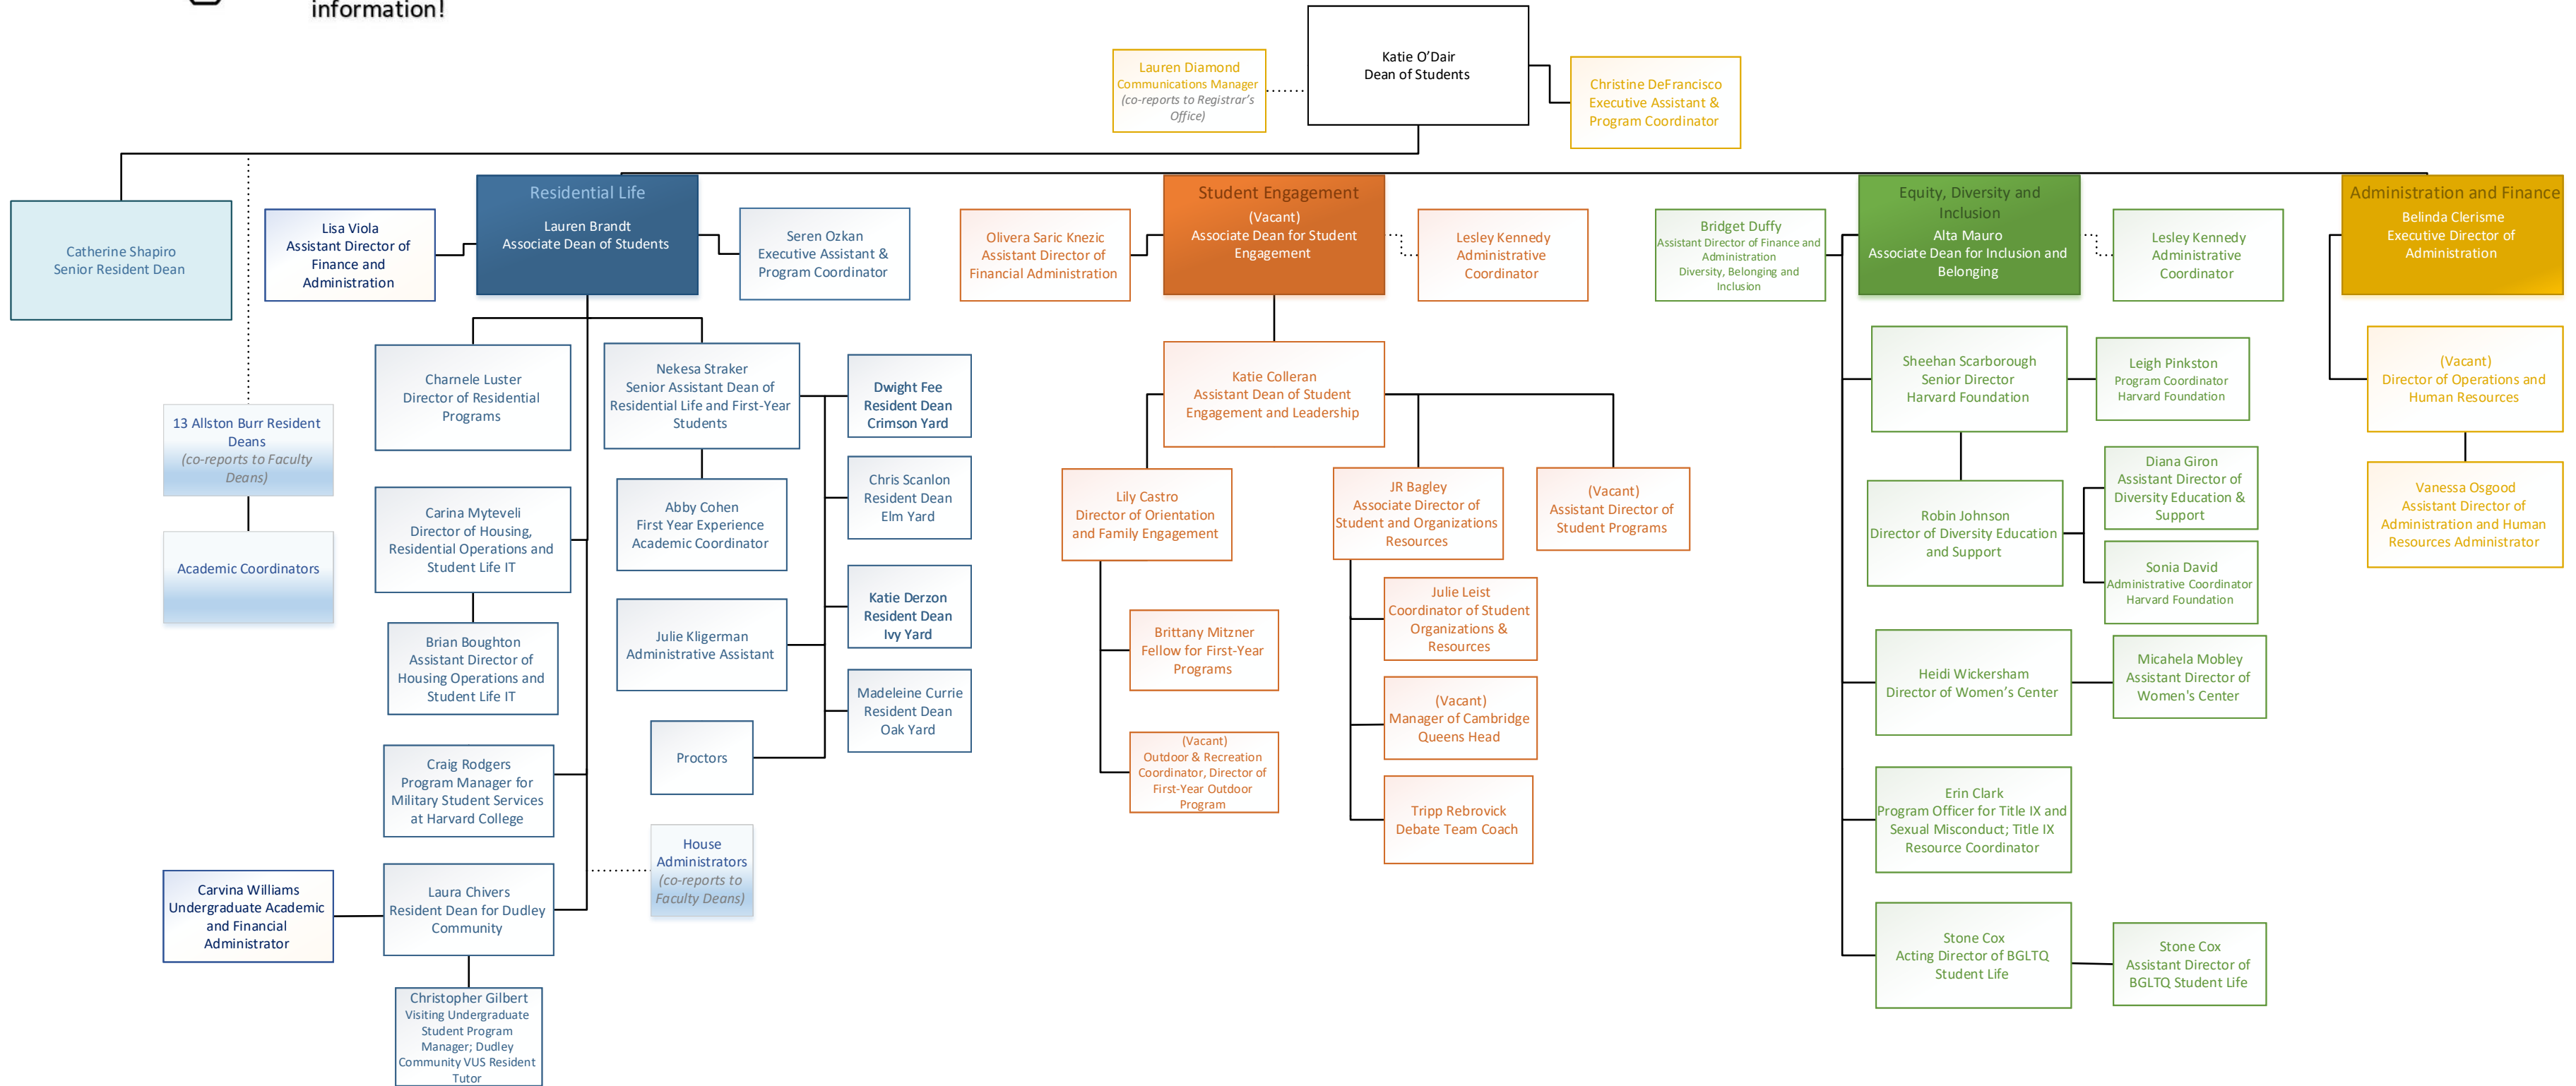 information!
Katie O’Dair
Dean of Students
Lauren Diamond
Communications Manager
(co-reports to Registrar’s
Office)
Christine DeFrancisco
Executive Assistant &
Program Coordinator
Catherine Shapiro
Senior Resident Dean
13 Allston Burr Resident
Deans
(co-reports to Faculty
Deans)
Academic Coordinators
Lisa Viola
Assistant Director of
Finance and
Administration
Residential Life
Lauren Brandt
Associate Dean of Students
Seren Ozkan
Executive Assistant &
Program Coordinator
Charnele Luster
Director of Residential
Programs
Carina Myteveli
Director of Housing,
Residential Operations and
Student Life IT
Brian Boughton
Assistant Director of
Housing Operations and
Student Life IT
Craig Rodgers
Program Manager for
Military Student Services
at Harvard College
Carvina Williams
Undergraduate Academic
and Financial
Administrator
Laura Chivers
Resident Dean for Dudley
Community
Christopher Gilbert
Visiting Undergraduate
Student Program
Manager; Dudley
Community VUS Resident
Tutor
Nekesa Straker
Senior Assistant Dean of
Residential Life and First-Year
Students
Abby Cohen
First Year Experience
Academic Coordinator
Julie Kligerman
Administrative Assistant
Proctors
House
Administrators
(co-reports to
Faculty Deans)
Dwight Fee
Resident Dean
Crimson Yard
Chris Scanlon
Resident Dean
Elm Yard
Katie Derzon
Resident Dean
Ivy Yard
Madeleine Currie
Resident Dean
Oak Yard
Olivera Saric Knezic
Assistant Director of
Financial Administration
Student Engagement
(Vacant)
Associate Dean for Student
Engagement
Lesley Kennedy
Administrative
Coordinator
Katie Colleran
Assistant Dean of Student
Engagement and Leadership
Lily Castro
Director of Orientation
and Family Engagement
Brittany Mitzner
Fellow for First-Year
Programs
(Vacant)
Outdoor & Recreation
Coordinator, Director of
First-Year Outdoor
Program
JR Bagley
Associate Director of
Student and Organizations
Resources
Julie Leist
Coordinator of Student
Organizations &
Resources
(Vacant)
Manager of Cambridge
Queens Head
Tripp Rebrovick
Debate Team Coach
(Vacant)
Assistant Director of
Student Programs
Bridget Duffy
Assistant Director of Finance and
Administration
Diversity, Belonging and
Inclusion
Equity, Diversity and
Inclusion
Alta Mauro
Associate Dean for Inclusion and
Belonging
Lesley Kennedy
Administrative
Coordinator
Sheehan Scarborough
Senior Director
Harvard Foundation
Leigh Pinkston
Program Coordinator
Harvard Foundation
Robin Johnson
Director of Diversity Education
and Support
Diana Giron
Assistant Director of
Diversity Education &
Support
Sonia David
Administrative Coordinator
Harvard Foundation
Heidi Wickersham
Director of Women’s Center
Micahela Mobley
Assistant Director of
Women's Center
Erin Clark
Program Officer for Title IX and
Sexual Misconduct; Title IX
Resource Coordinator
Stone Cox
Acting Director of BGLTQ
Student Life
Stone Cox
Assistant Director of
BGLTQ Student Life
Administration and Finance
Belinda Clerisme
Executive Director of
Administration
(Vacant)
Director of Operations and
Human Resources
Vanessa Osgood
Assistant Director of
Administration and Human
Resources Administrator